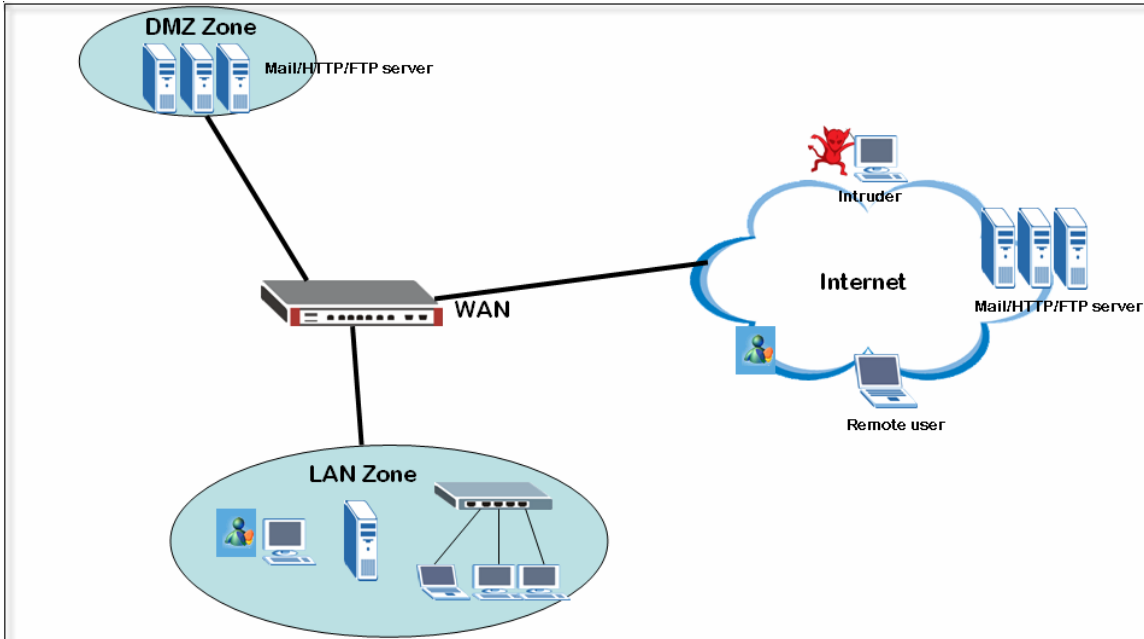 DMZ Zone
Mail/HTTP/FTP server
Intruder
Internet
Mail/HTTP/FTP server
WAN
Remote user
LAN Zone